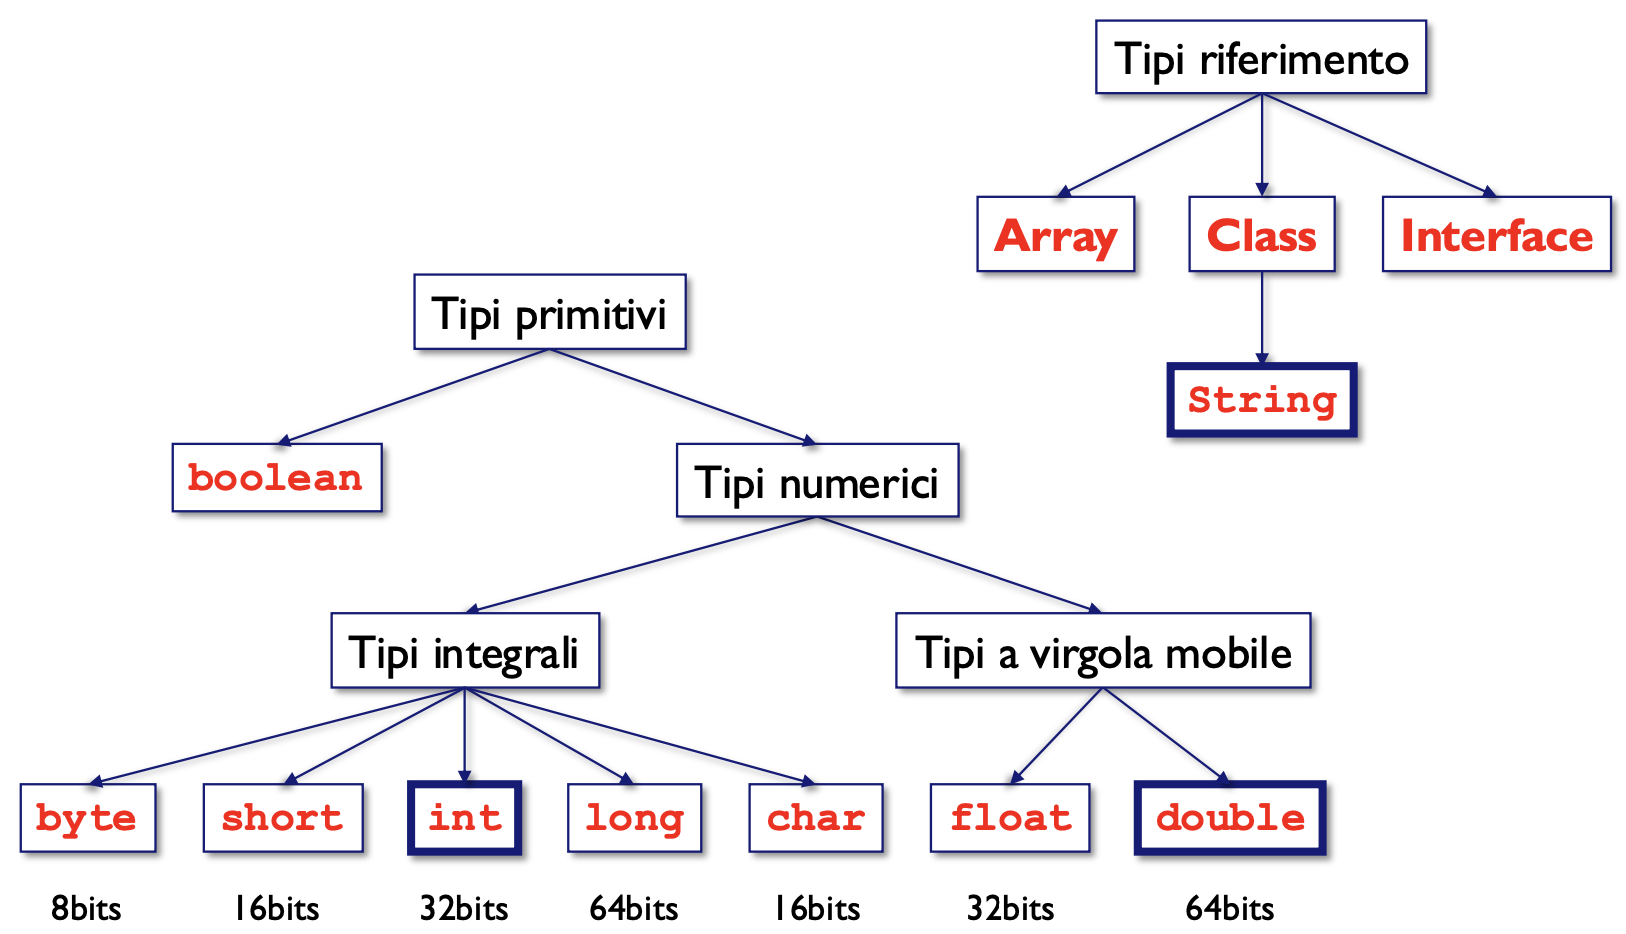 Tipi riferimento
Array
Class
Interface
String
Tipi primitivi
boolean
Tipi numerici
Tipi integrali
Tipi a virgola mobile
byte
short
int
long
char
float
double
8bits
16bits
32bits
64bits
16bits
32bits
64bits